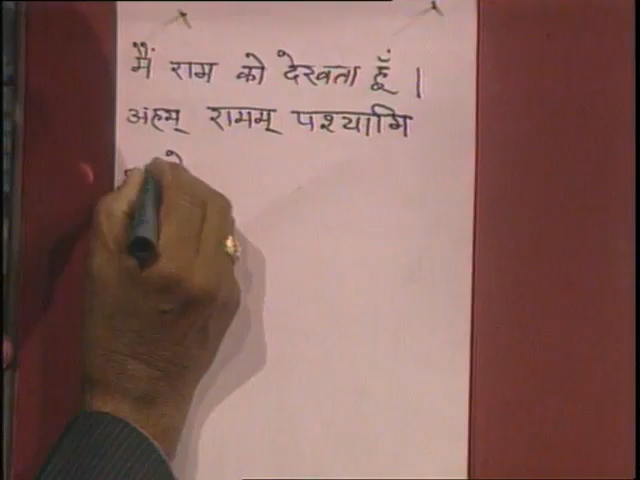 मैं राम को देखता हूँ।
अहम् रामम् पश्यामि